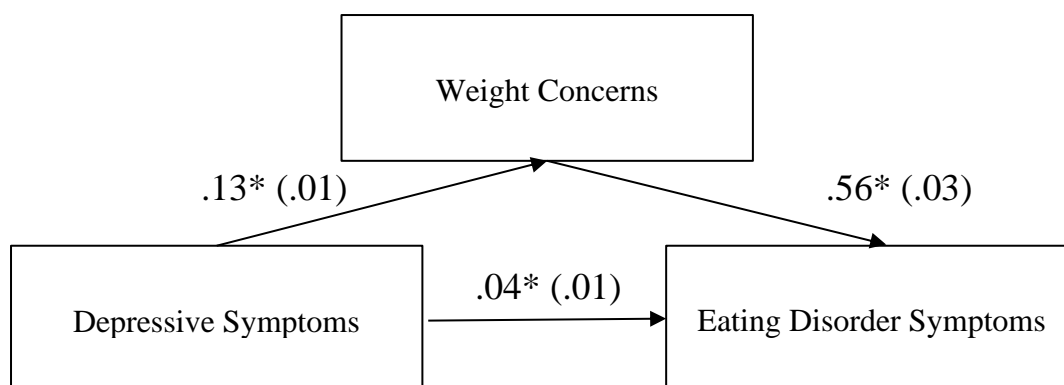 Weight Concerns
.13* (.01)
.56* (.03)
.04* (.01)
Depressive Symptoms
Eating Disorder Symptoms